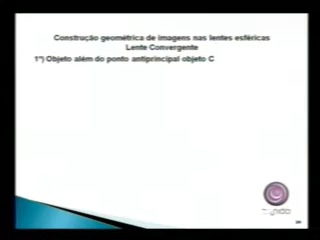 Construção geométrica de imagens nas lentes esféricas
Lente Convergente
1º) Objeto além do ponto antiprincipal objeto C